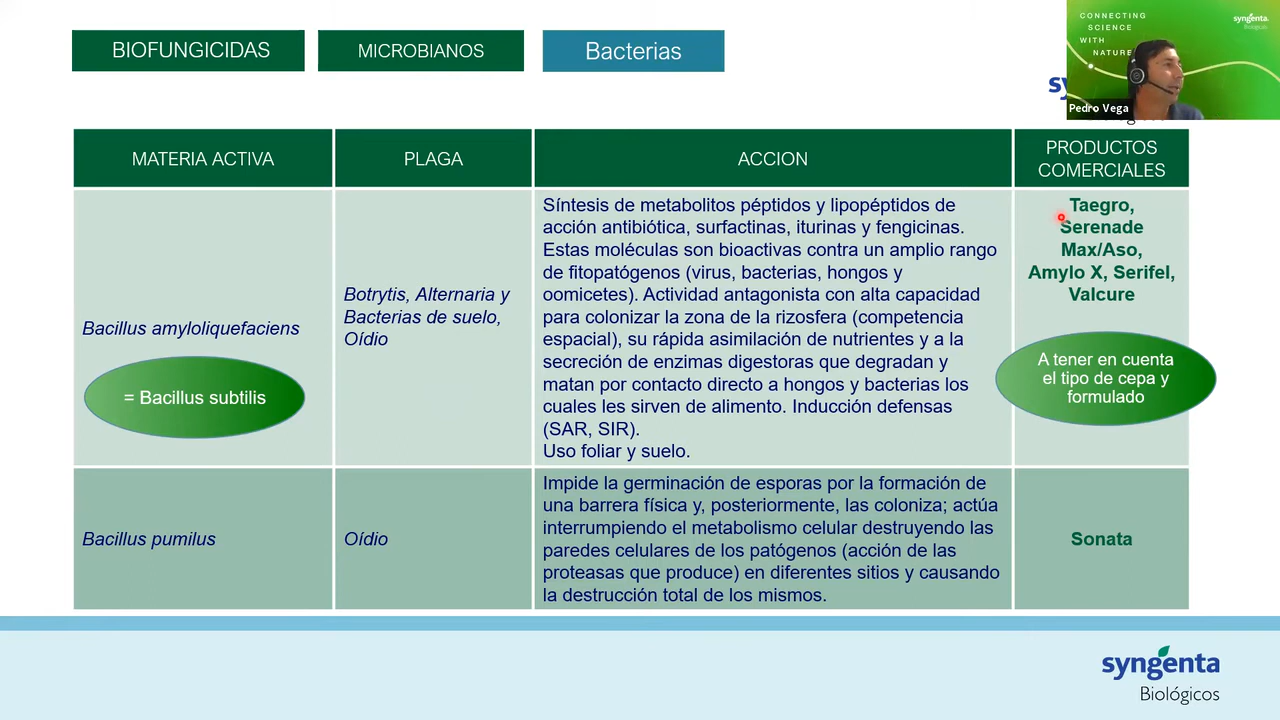 BIOFUNGICIDAS
MICROBIANOS
Bacterias
CONNECTING
SCIENCE
WITH
NATURE
syngenta.
Biológicos
Pedro Vega
MATERIA ACTIVA
PLAGA
ACCION
PRODUCTOS
COMERCIALES
Bacillus amyloliquefaciens
= Bacillus subtilis
Botrytis, Alternaria y
Bacterias de suelo,
Oídio
Síntesis de metabolitos péptidos y lipopéptidos de
acción antibiótica, surfactinas, iturinas y fengicinas.
Estas moléculas son bioactivas contra un amplio rango
de fitopatógenos (virus, bacterias, hongos y
oomicetes). Actividad antagonista con alta capacidad
para colonizar la zona de la rizosfera (competencia
espacial), su rápida asimilación de nutrientes y a la
secreción de enzimas digestoras que degradan y
matan por contacto directo a hongos y bacterias los
cuales les sirven de alimento. Inducción defensas
(SAR, SIR).
Uso foliar y suelo.
Taegro,
Serenade
Max/Aso,
Amylo X, Serifel,
Valcure
A tener en cuenta
el tipo de cepa y
formulado
Bacillus pumilus
Oídio
Impide la germinación de esporas por la formación de
una barrera física y, posteriormente, las coloniza; actúa
interrumpiendo el metabolismo celular destruyendo las
paredes celulares de los patógenos (acción de las
proteasas que produce) en diferentes sitios y causando
la destrucción total de los mismos.
Sonata
syngenta
Biológicos